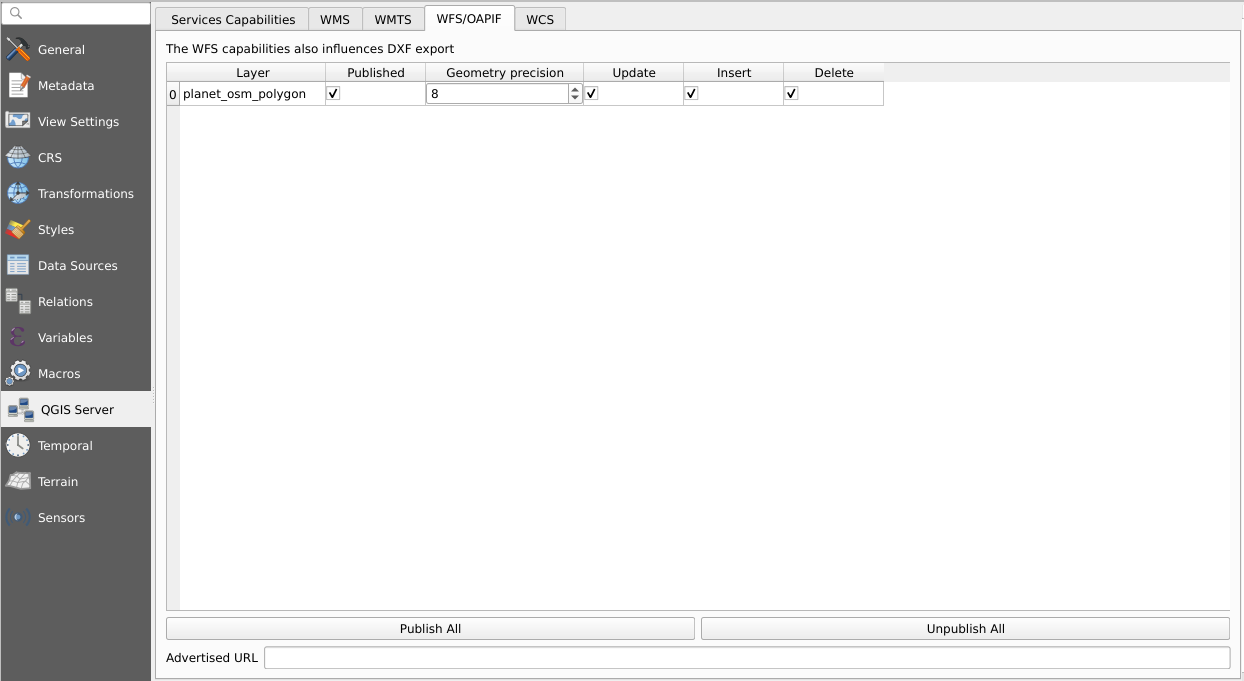 General
Metadata
View Settings
CRS
Transformations
Styles
Data Sources
Relations
Variables
Macros
QGIS Server
Temporal
Terrain
Sensors
Services Capabilities WMS WMTS WFS/OAPIF WCS
The WFS capabilities also influences DXF export
Layer Published Geometry precision Update Insert Delete
0 planet_osm_polygon 8
Publish All Unpublish All
Advertised URL